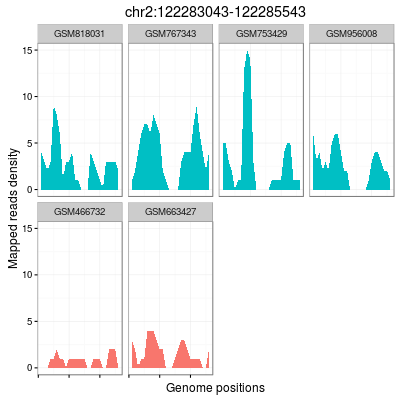 chr2:122283043-122285543
GSM818031 GSM767343 GSM753429 GSM956008
15
10
5
0
Mapped reads density
GSM466732 GSM663427
15
10
5
0
Genome positions